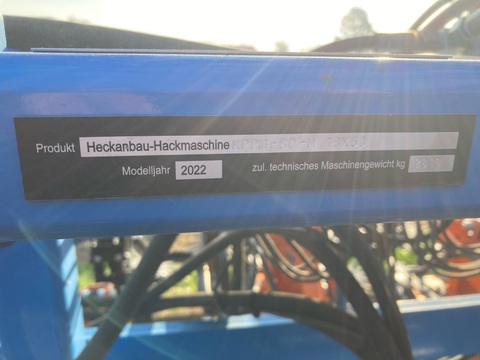 Produkt Heckanbau-Hackmaschine
Modelljahr 2022 zul. technisches Maschinengewicht kg